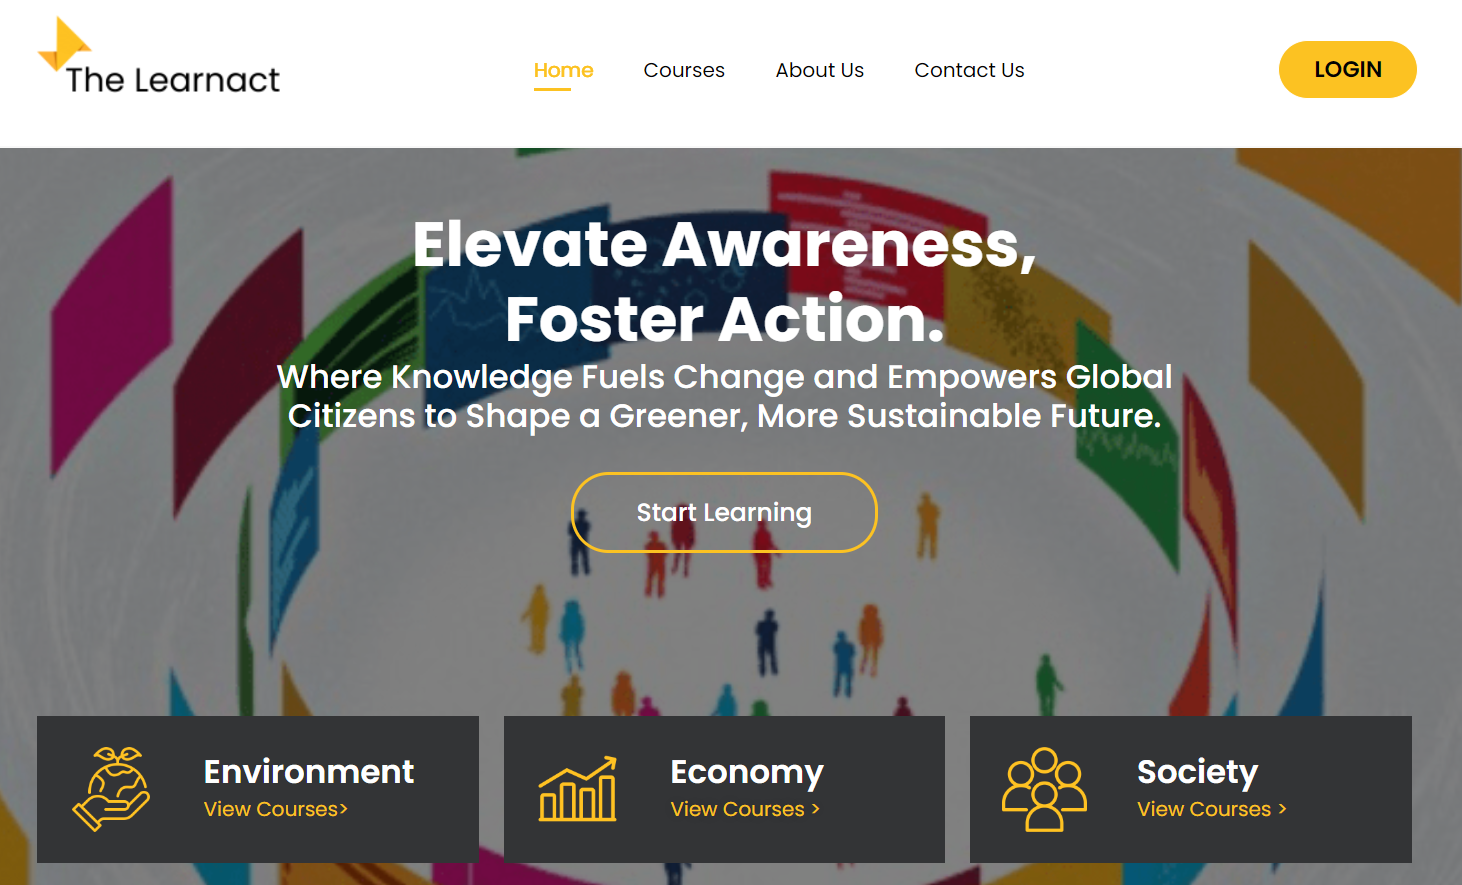 The Learnact
Home Courses About Us Contact Us
LOGIN
Elevate Awareness,
Foster Action.
Where Knowledge Fuels Change and Empowers Global
Citizens to Shape a Greener, More Sustainable Future.
Start Learning
Environment
View Courses>
Economy
View Courses >
Society
View Courses >